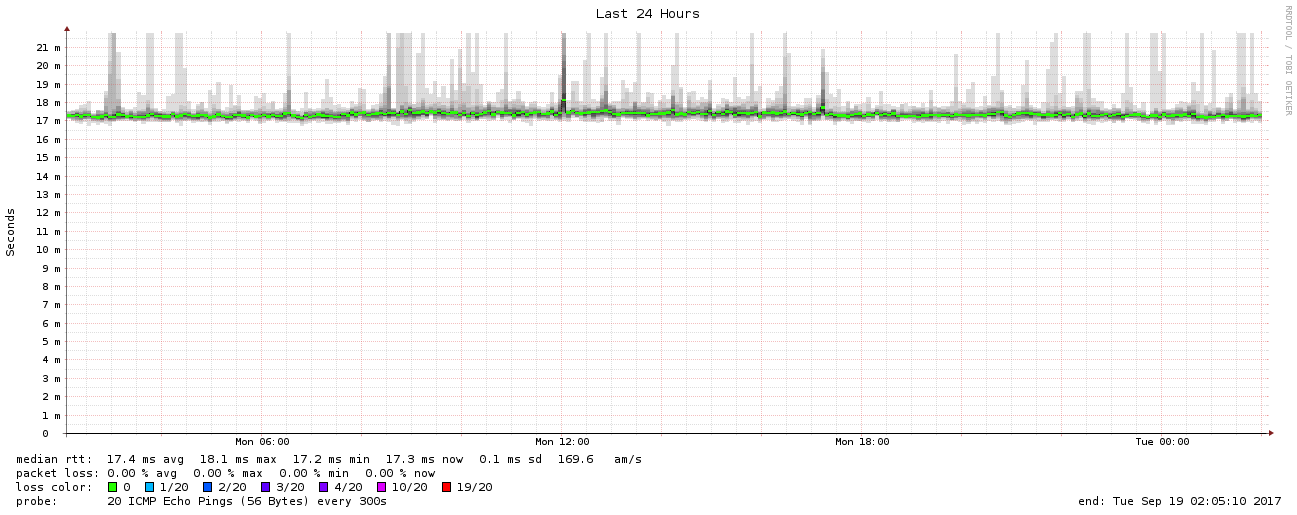 Last 24 Hours
RRDTOOL / TOBI OETIKER
Seconds
21 m
20 m
19 m
18 m
17 m
16 m
15 m
14 m
13 m
12 m
11 m
10 m
9 m
8 m
7 m
6 m
5 m
4 m
3 m
2 m
1 m
0
Mon 06:00 Mon 12:00 Mon 18:00 Tue 00:00
median rtt: 17.4 ms avg 18.1 ms max 17.2 ms min 17.3 ms now 0.1 ms sd 169.6 am/s
packet loss: 0.00 % avg 0.00 % max 0.00 % min 0.00 % now
loss color: 0 1/20 2/20 3/20 4/20 10/20 19/20
probe: 20 ICMP Echo Pings (56 Bytes) every 300s end: Tue Sep 19 02:05:10 2017